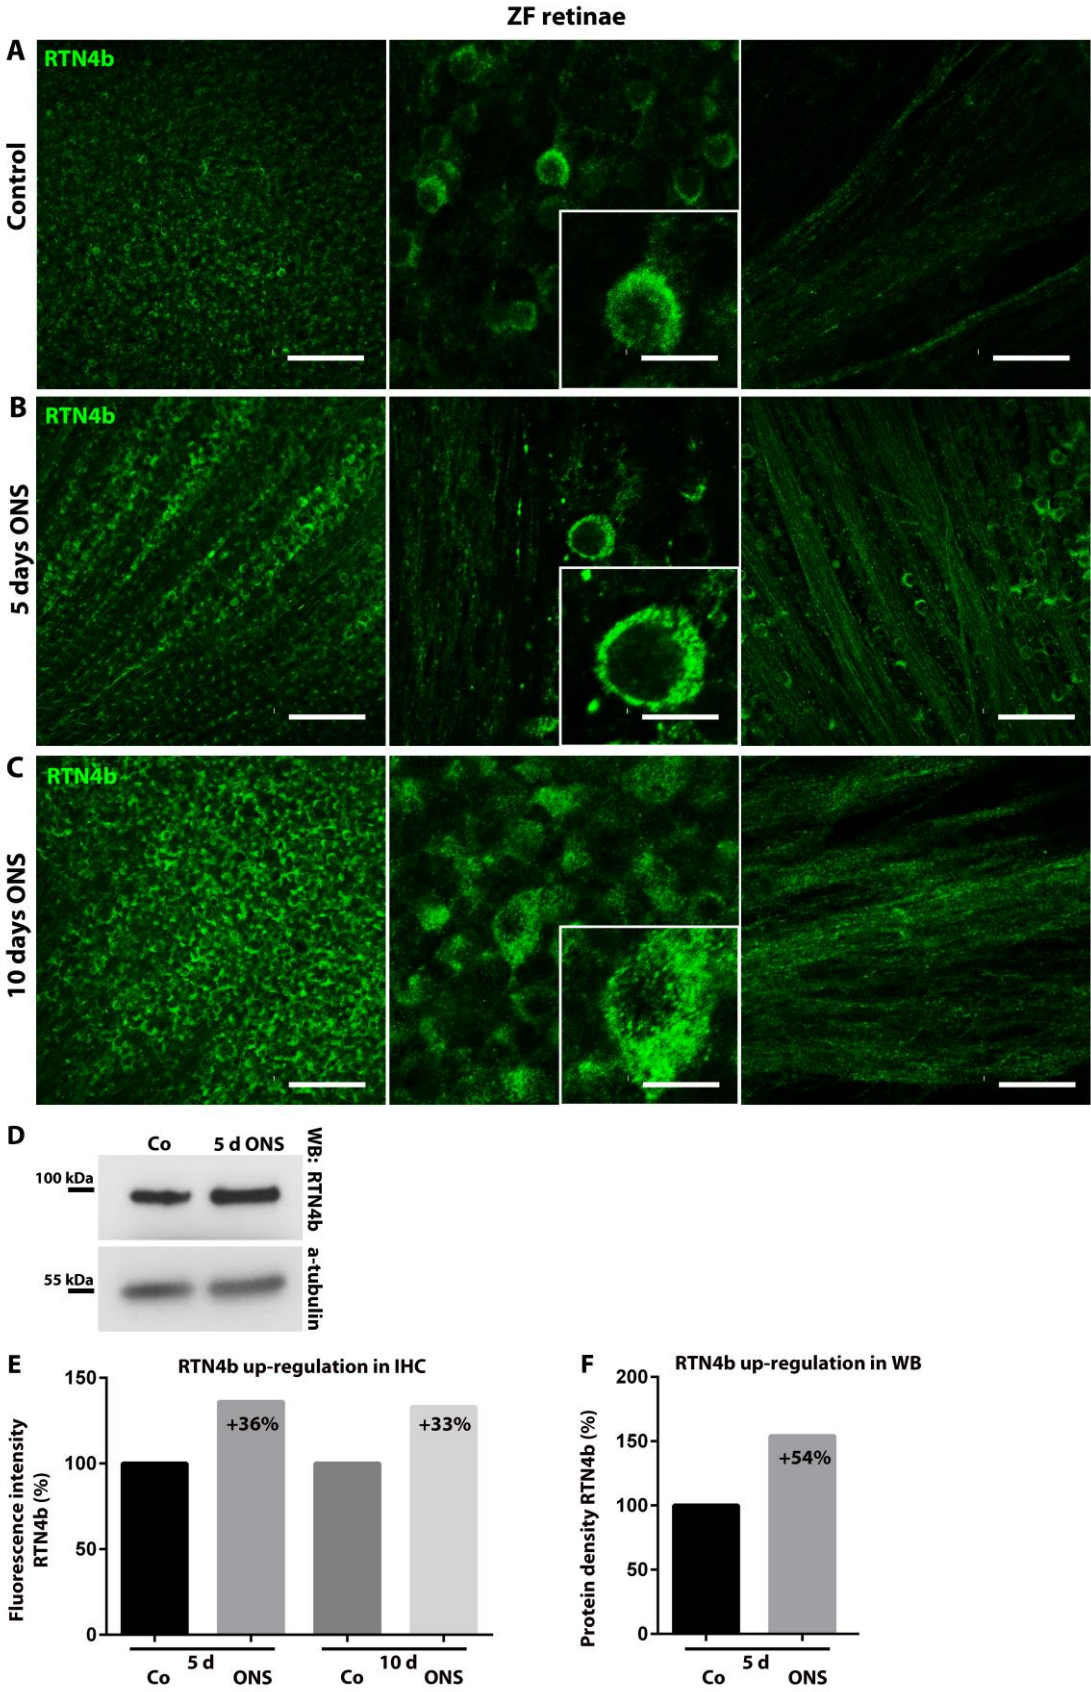 ZF retinae
A
RTN4b
Control
B
RTN4b
5 days ONS
C
RTN4b
10 days ONS
D
Co 5 d ONS
100 kDa
WB: RTN4b
55 kDa
a-tubulin
E
RTN4b up-regulation in IHC
Fluorescence intensity
RTN4b (%)
150
100
50
0
+36%
+33%
5 d 10 d
Co ONS Co ONS
F
RTN4b up-regulation in WB
Protein density RTN4b (%)
200
150
100
50
0
+54%
5 d
Co ONS